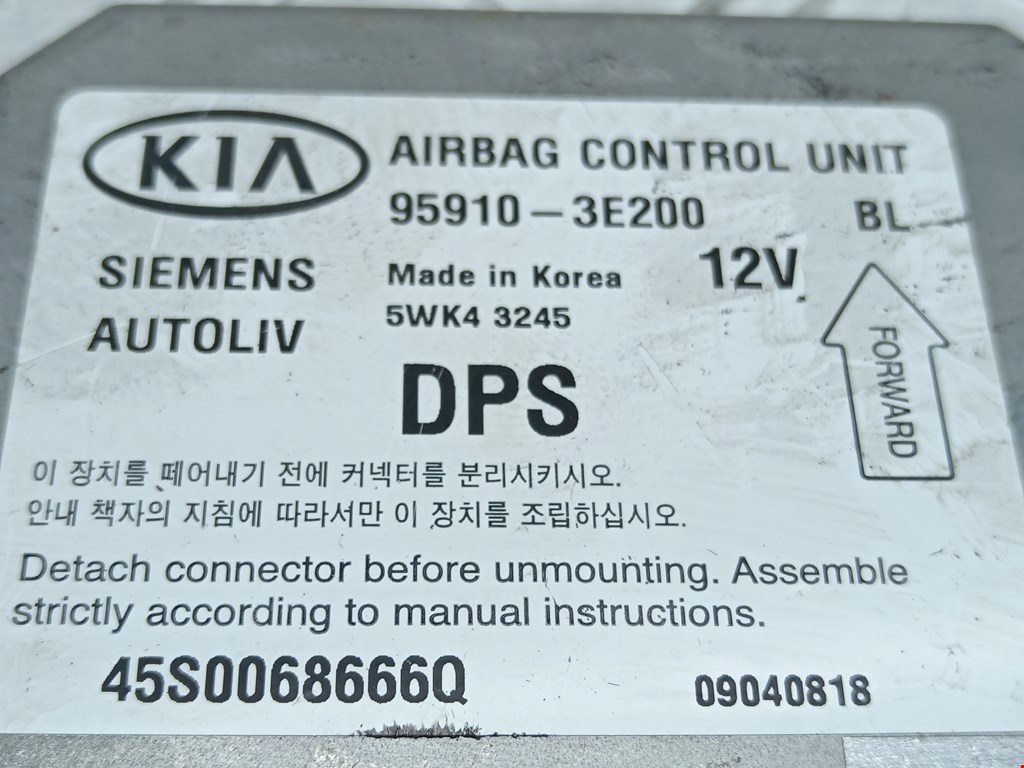 KIA
AIRBAG CONTROL UNIT
95910-3E200 BL
SIEMENS
AUTOLIV
Made in Korea
5WK4 3245
12V
DPS
FORWARD
이 장치를 떼어내기 전에 커넥터를 분리시키시오.
안내 책자의 지침에 따라서만 이 장치를 조립하십시오.
Detach connector before unmounting. Assemble
strictly according to manual instructions.
45S0068666Q
09040818